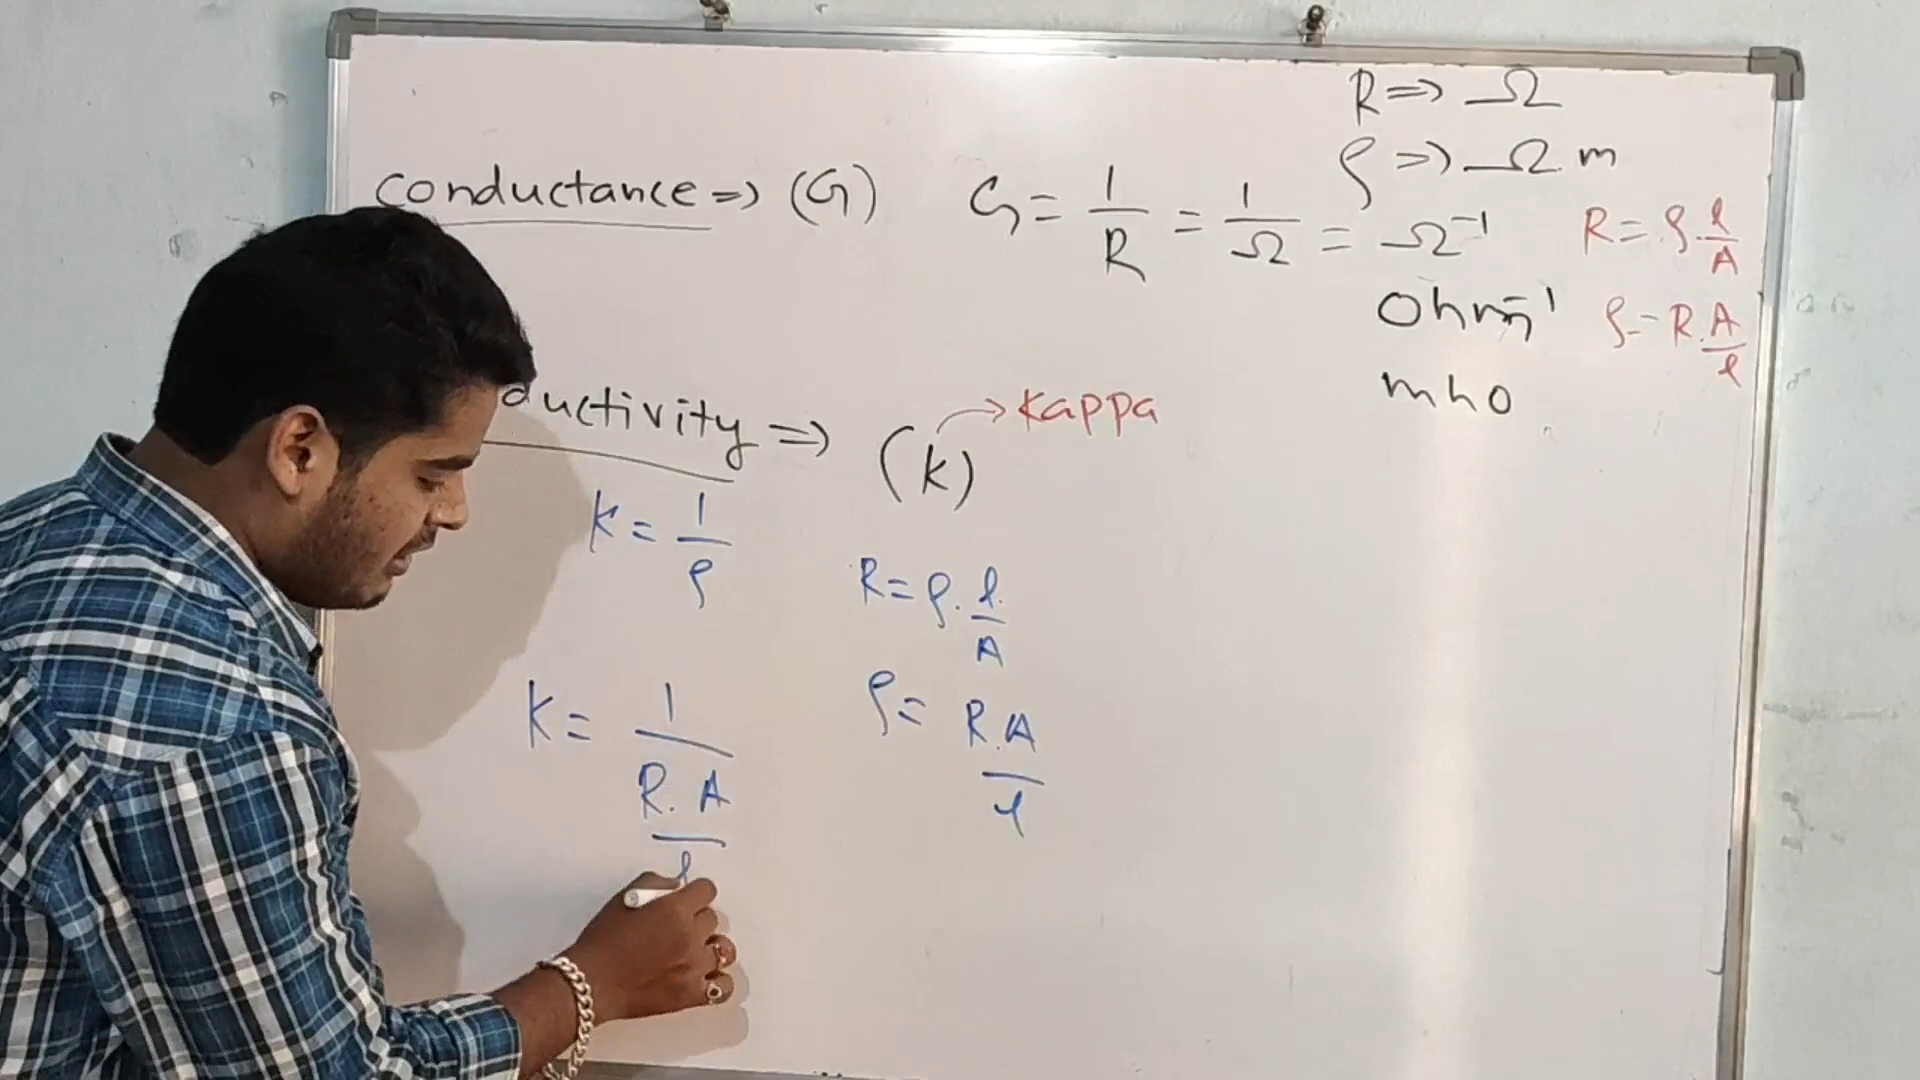 R => Ω
ρ => Ω m
conductance => (G) G = 1/R = 1/Ω = Ω⁻¹
R = ρ. l/A
Ohm⁻¹
ρ = R. A/l
mho
ductivity => (k) → Kappa
K = 1/ρ
R = ρ. l/A
K = 1/(R. A/l)
ρ = R. A/l